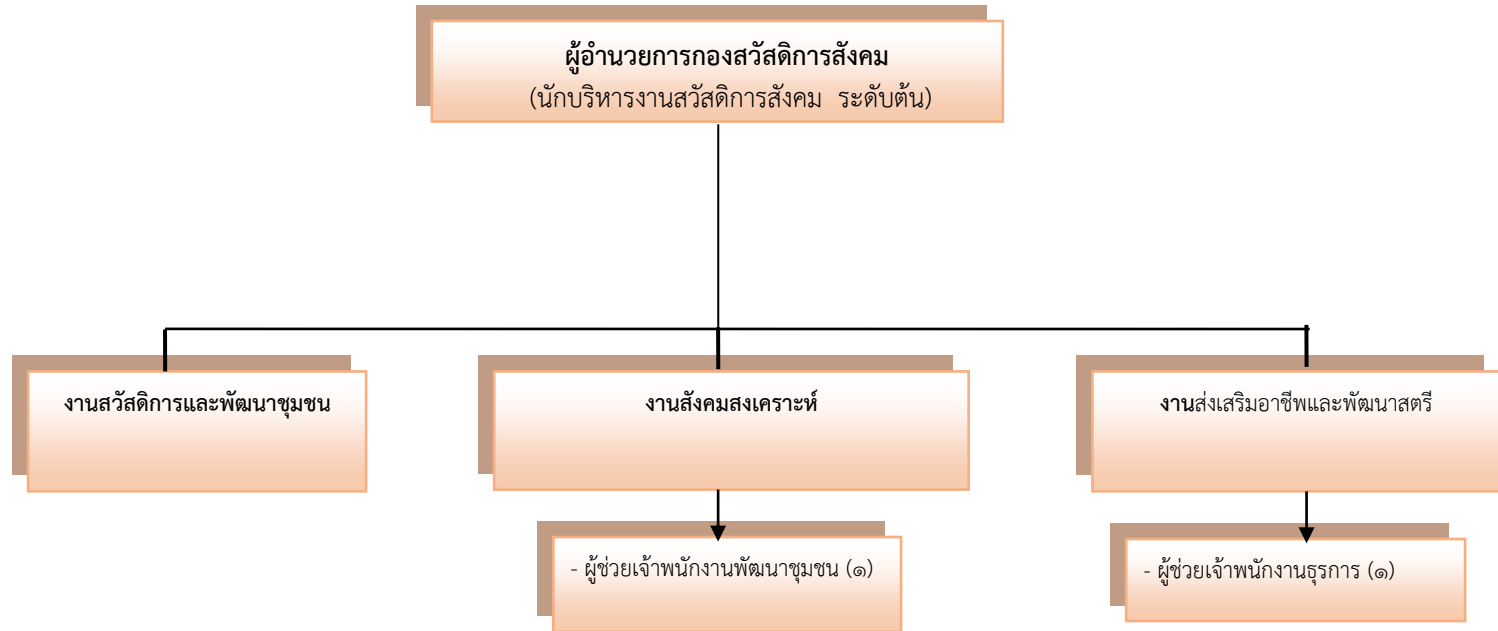 ผู้อำนวยการกองสวัสดิการสังคม
(นักบริหารงานสวัสดิการสังคม ระดับต้น)
งานสวัสดิการและพัฒนาชุมชน
งานสังคมสงเคราะห์
งานส่งเสริมอาชีพและพัฒนาสตรี
- ผู้ช่วยเจ้าพนักงานพัฒนาชุมชน (๑)
- ผู้ช่วยเจ้าพนักงานธุรการ (๑)